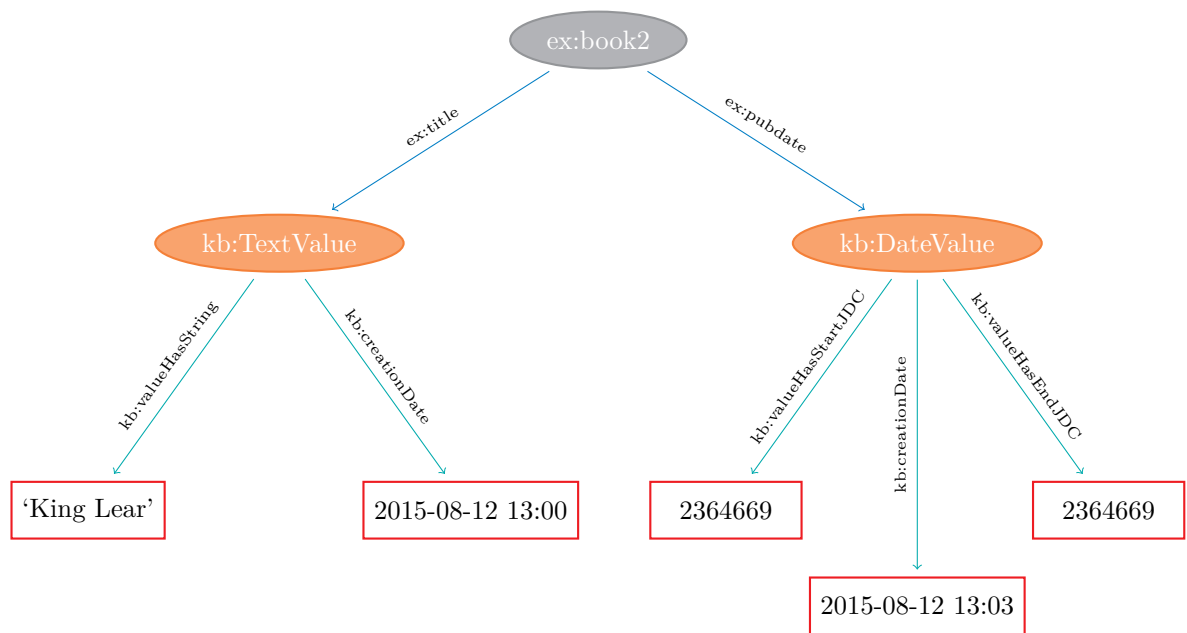 ex:book2
ex:title
ex:pubdate
kb:TextValue
kb:DateValue
kb:valueHasString
kb:creationDate
kb:valueHasStartJDC
kb:creationDate
kb:valueHasEndJDC
‘King Lear’
2015-08-12 13:00
2364669
2364669
2015-08-12 13:03